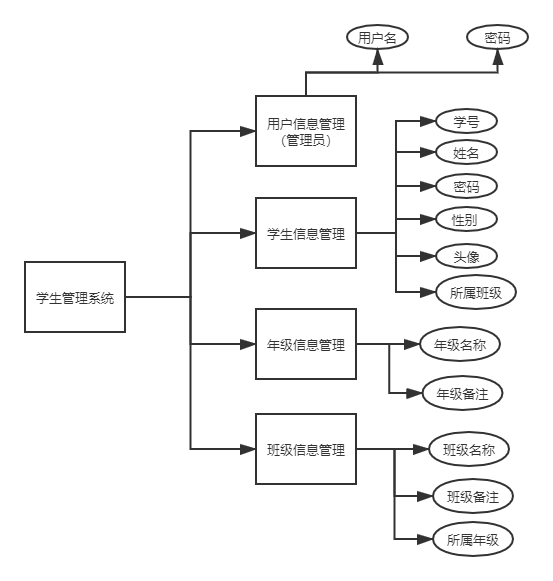 用户名
密码
用户信息管理
（管理员）
学号
姓名
密码
性别
学生信息管理
头像
所属班级
学生管理系统
年级信息管理
年级名称
年级备注
班级信息管理
班级名称
班级备注
所属年级